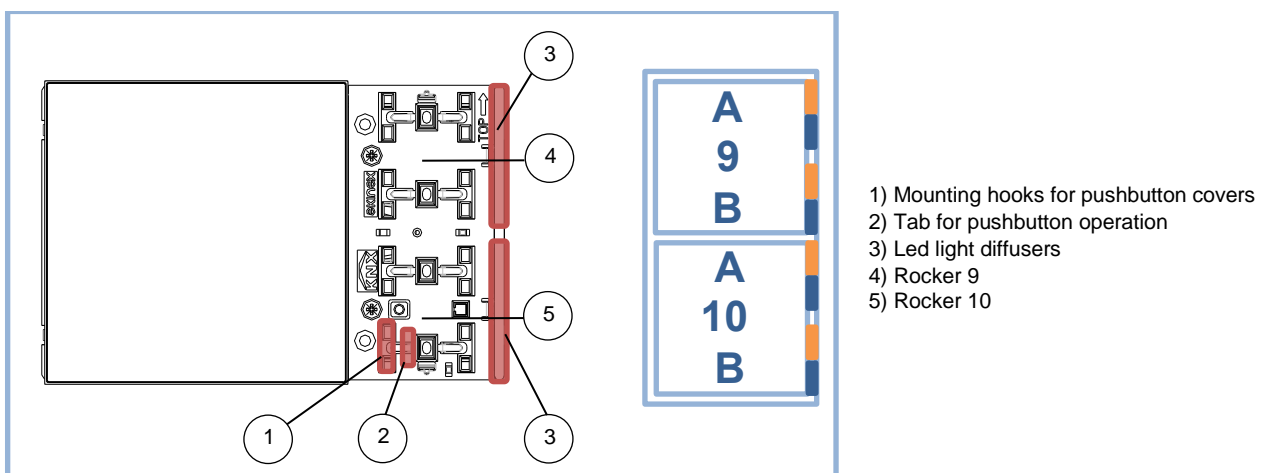 3
4
TOP
ekinex
KNX
5
1
2
3
A
9
B
A
10
B
1) Mounting hooks for pushbutton covers
2) Tab for pushbutton operation
3) Led light diffusers
4) Rocker 9
5) Rocker 10